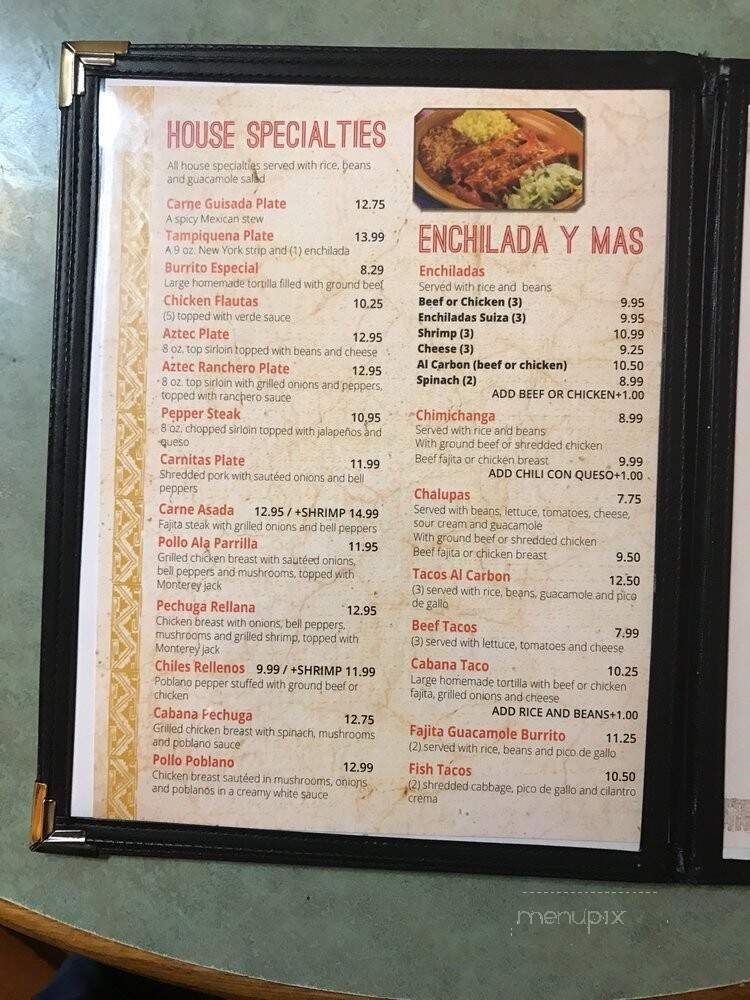 HOUSE SPECIALTIES
All house specialties served with rice, beans
and guacamole salad
Carne Guisada Plate 12.75
A spicy Mexican stew
Tampiquena Plate 13.99
A 9 oz. New York strip and (1) enchilada
Burrito Especial 8.29
Large homemade tortilla filled with ground beef
Chicken Flautas 10.25
(5) topped with verde sauce
Aztec Plate 12.95
8 oz. top sirloin topped with beans and cheese
Aztec Ranchero Plate 12.95
8 oz. top sirloin with grilled onions and peppers,
topped with ranchero sauce
Pepper Steak 10.95
8 oz. chopped sirloin topped with jalapeños and
queso
Carnitas Plate 11.99
Shredded pork with sautéed onions and bell
peppers
Carne Asada 12.95 / +SHRIMP 14.99
Fajita steak with grilled onions and bell peppers
Pollo Ala Parrilla 11.95
Grilled chicken breast with sautéed onions,
bell peppers and mushrooms, topped with
Monterey jack
Pechuga Rellana 12.95
Chicken breast with onions, bell peppers,
mushrooms and grilled shrimp, topped with
Monterey jack
Chiles Rellenos 9.99 / +SHRIMP 11.99
Poblano pepper stuffed with ground beef or
chicken
Cabana Pechuga 12.75
Grilled chicken breast with spinach, mushrooms
and poblano sauce
Pollo Poblano 12.99
Chicken breast sautéed in mushrooms, onions
and poblanos in a creamy white sauce
ENCHILADA Y MAS
Enchiladas
Served with rice and beans
Beef or Chicken (3) 9.95
Enchiladas Suiza (3) 9.95
Shrimp (3) 10.99
Cheese (3) 9.25
Al Carbon (beef or chicken) 10.50
Spinach (2) 8.99
ADD BEEF OR CHICKEN+1.00
Chimichanga 8.99
Served with rice and beans
With ground beef or shredded chicken
Beef fajita or chicken breast 9.99
ADD CHILI CON QUESO+1.00
Chalupas 7.75
Served with beans, lettuce, tomatoes, cheese,
sour cream and guacamole
With ground beef or shredded chicken
Beef fajita or chicken breast 9.50
Tacos Al Carbon 12.50
(3) served with rice, beans, guacamole and pico
de gallo
Beef Tacos 7.99
(3) served with lettuce, tomatoes and cheese
Cabana Taco 10.25
Large homemade tortilla with beef or chicken
fajita, grilled onions and cheese
ADD RICE AND BEANS+1.00
Fajita Guacamole Burrito 11.25
(2) served with rice, beans and pico de gallo
Fish Tacos 10.50
(2) shredded cabbage, pico de gallo and cilantro
crema
menupix